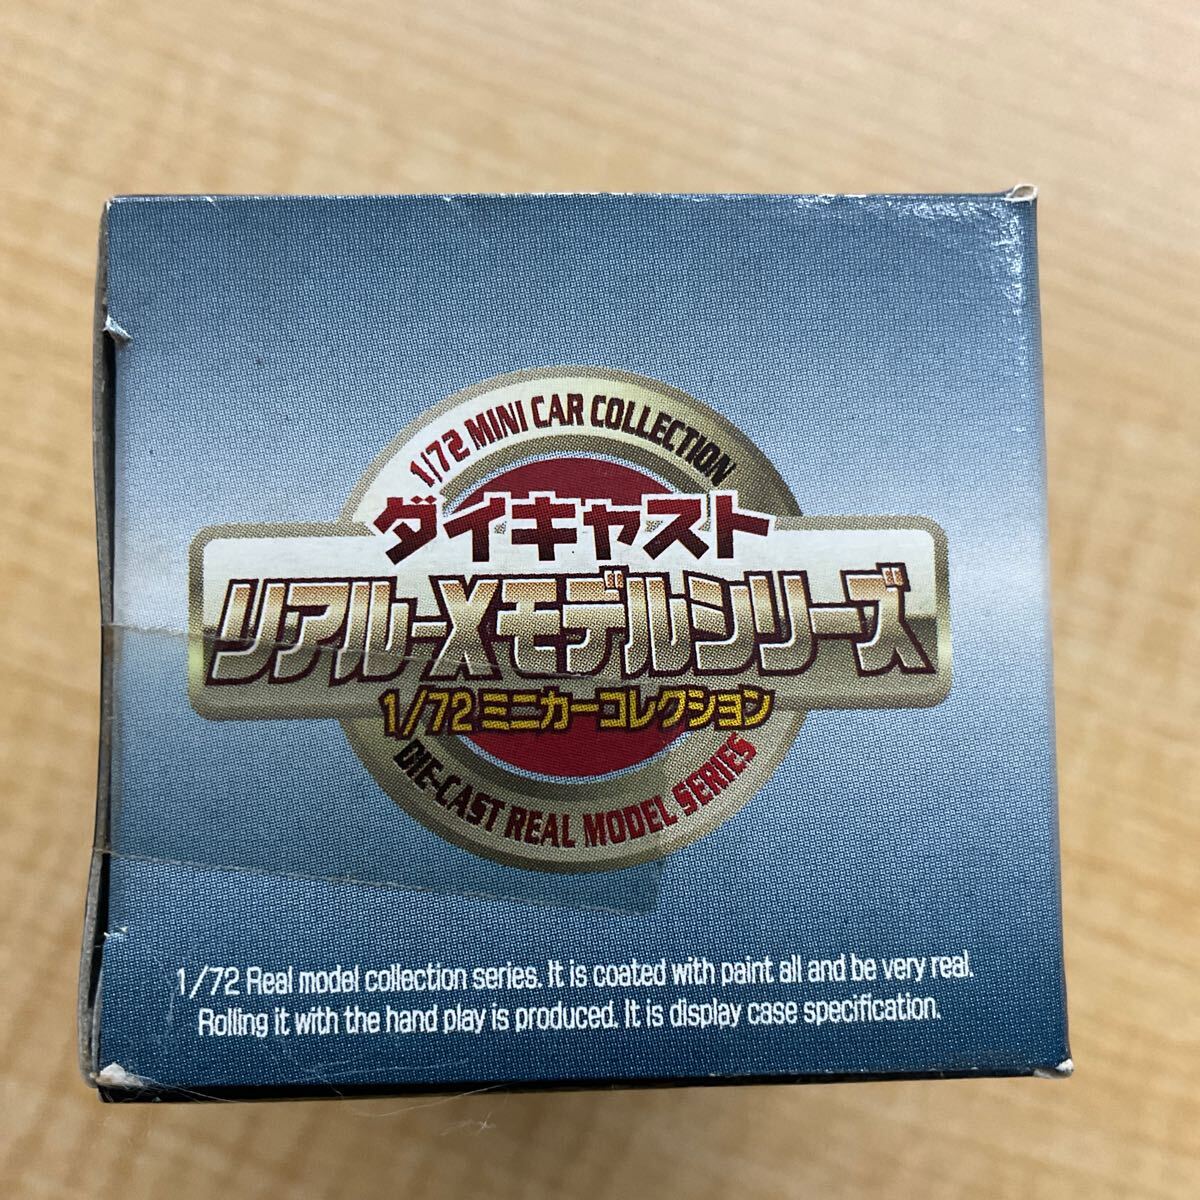 1/72 MINI CAR COLLECTION
ダイキャスト
リアル-Xモデルシリーズ
1/72 ミニカーコレクション
DIE-CAST REAL MODEL SERIES
1/72 Real model collection series. It is coated with paint all and be very real.
Rolling it with the hand play is produced. It is display case specification.